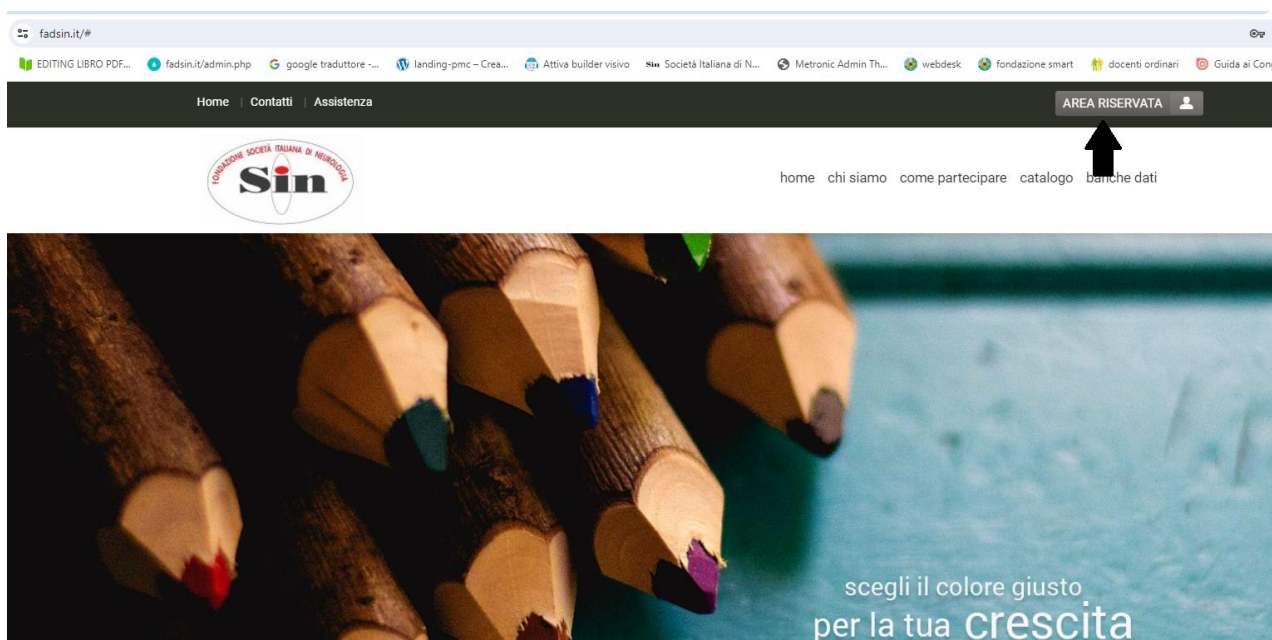 fadsin.it/#
EDITING LIBRO PDF... fadsin.it/admin.php google traduttore -... landing-pmc – Crea... Attiva builder visivo Sin Società Italiana di N... Metronic Admin Th... webdesk fondazione smart docenti ordinari Guida ai Con
Home | Contatti | Assistenza AREA RISERVATA
FONDAZIONE SOCIETÀ ITALIANA DI NEUROLOGIA
Sin
home chi siamo come partecipare catalogo banche dati
scegli il colore giusto
per la tua crescita